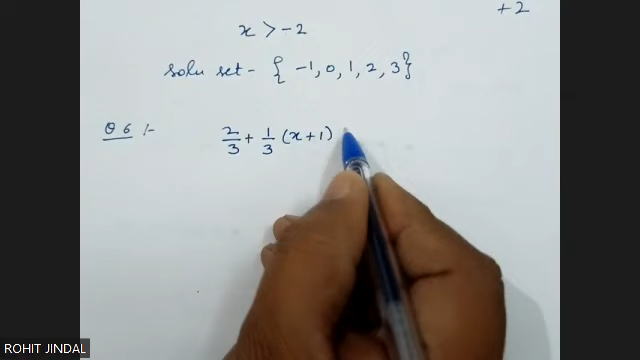 +2
x > -2
Solu set - { -1, 0, 1, 2, 3 }
Q 6 :- 2/3 + 1/3 (x+1)
ROHIT JINDAL